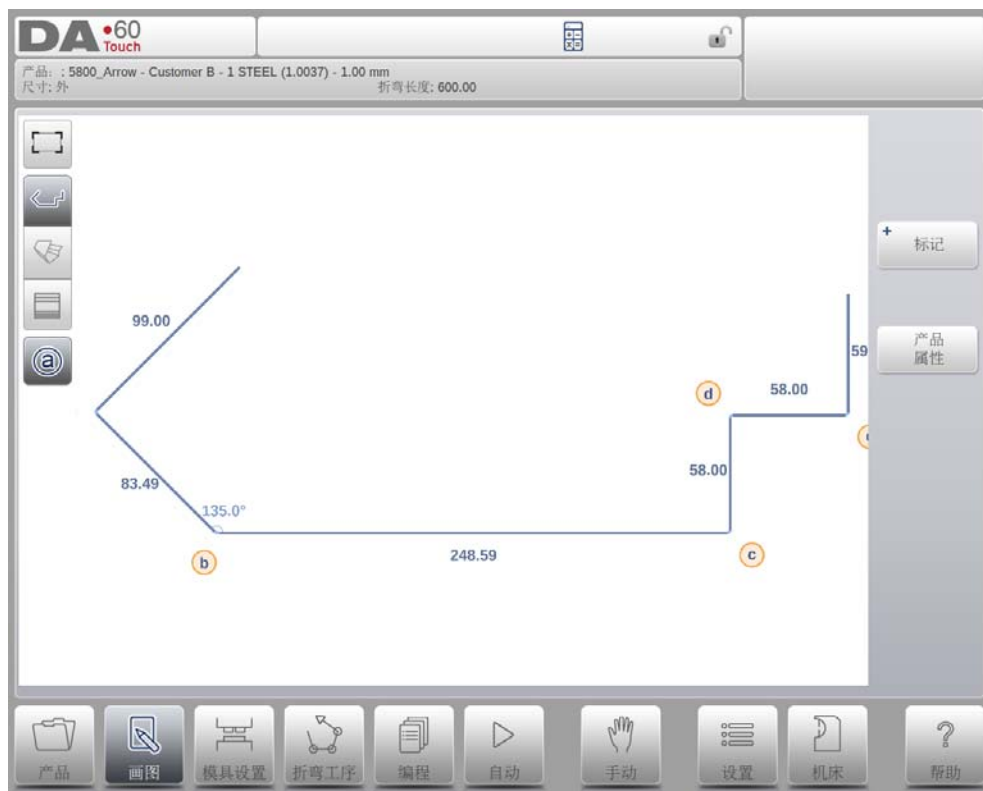 DA•60
Touch
产品: : 5800_Arrow - Customer B - 1 STEEL (1.0037) - 1.00 mm
尺寸: 外 折弯长度: 600.00
标记
产品
属性
a
99.00
83.49
135.0°
b
248.59
c
58.00
d
58.00
59
产品
画图
模具设置
折弯工序
编程
自动
手动
设置
机床
帮助